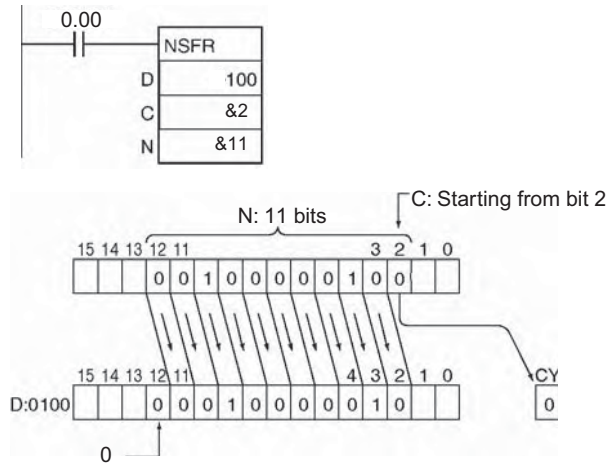 0.00
NSFR
D 100
C &2
N &11
C: Starting from bit 2
N: 11 bits
15 14 13 12 11 3 2 1 0
0 0 1 0 0 0 0 0 1 0 0
15 14 13 12 11 4 3 2 1 0 CY
D:0100 0 0 0 1 0 0 0 0 0 1 0 0
0